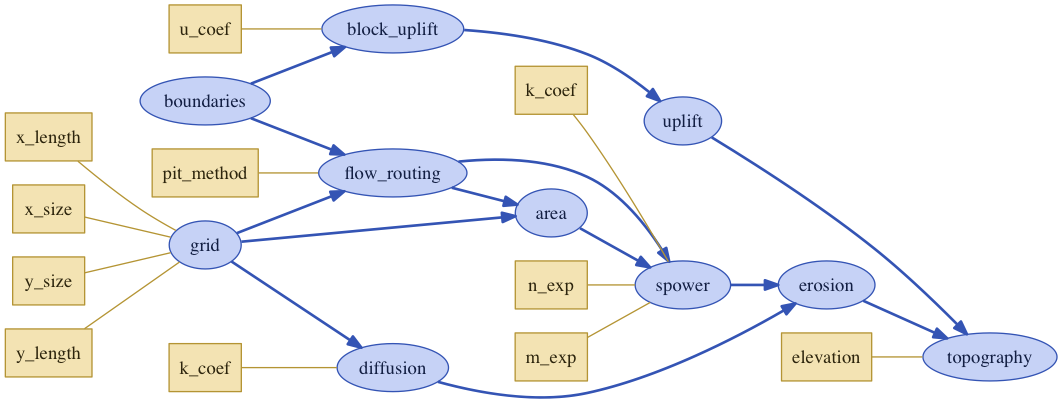 u_coef
block_uplift
k_coef
boundaries
uplift
x_length
pit_method
flow_routing
x_size
area
grid
y_size
n_exp
spower
erosion
y_length
k_coef
diffusion
m_exp
elevation
topography